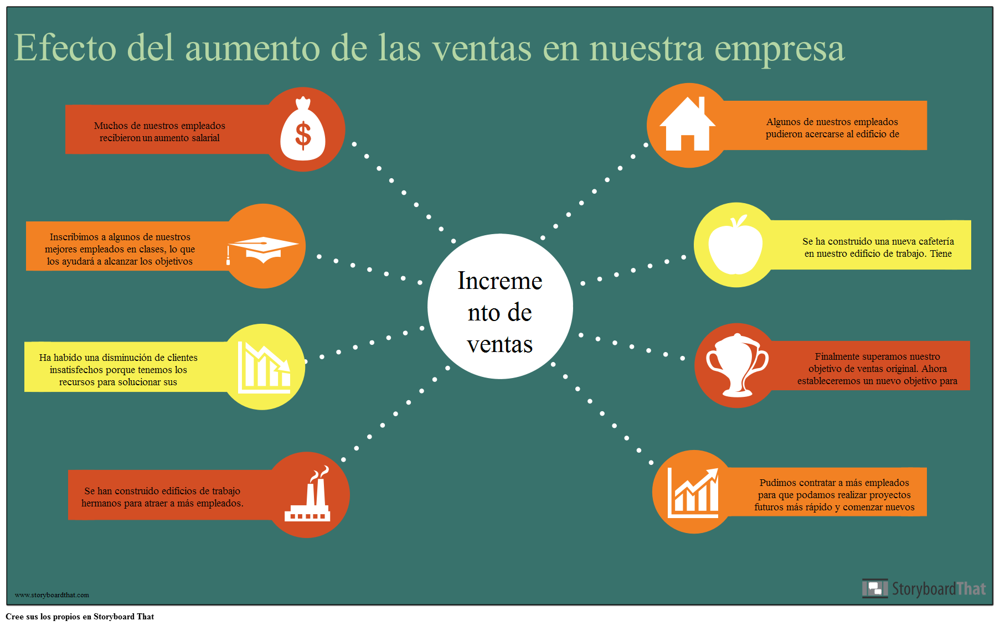 Efecto del aumento de las ventas en nuestra empresa
Muchos de nuestros empleados
recibieron un aumento salarial
Algunos de nuestros empleados
pudieron acercarse al edificio de
Inscribimos a algunos de nuestros
mejores empleados en clases, lo que
los ayudará a alcanzar los objetivos
Se ha construido una nueva cafetería
en nuestro edificio de trabajo. Tiene
Increme
nto de
ventas
Ha habido una disminución de clientes
insatisfechos porque tenemos los
recursos para solucionar sus
Finalmente superamos nuestro
objetivo de ventas original. Ahora
estableceremos un nuevo objetivo para
Se han construido edificios de trabajo
hermanos para atraer a más empleados.
Pudimos contratar a más empleados
para que podamos realizar proyectos
futuros más rápido y comenzar nuevos
www.storyboardthat.com
StoryboardThat
Cree sus los propios en Storyboard That